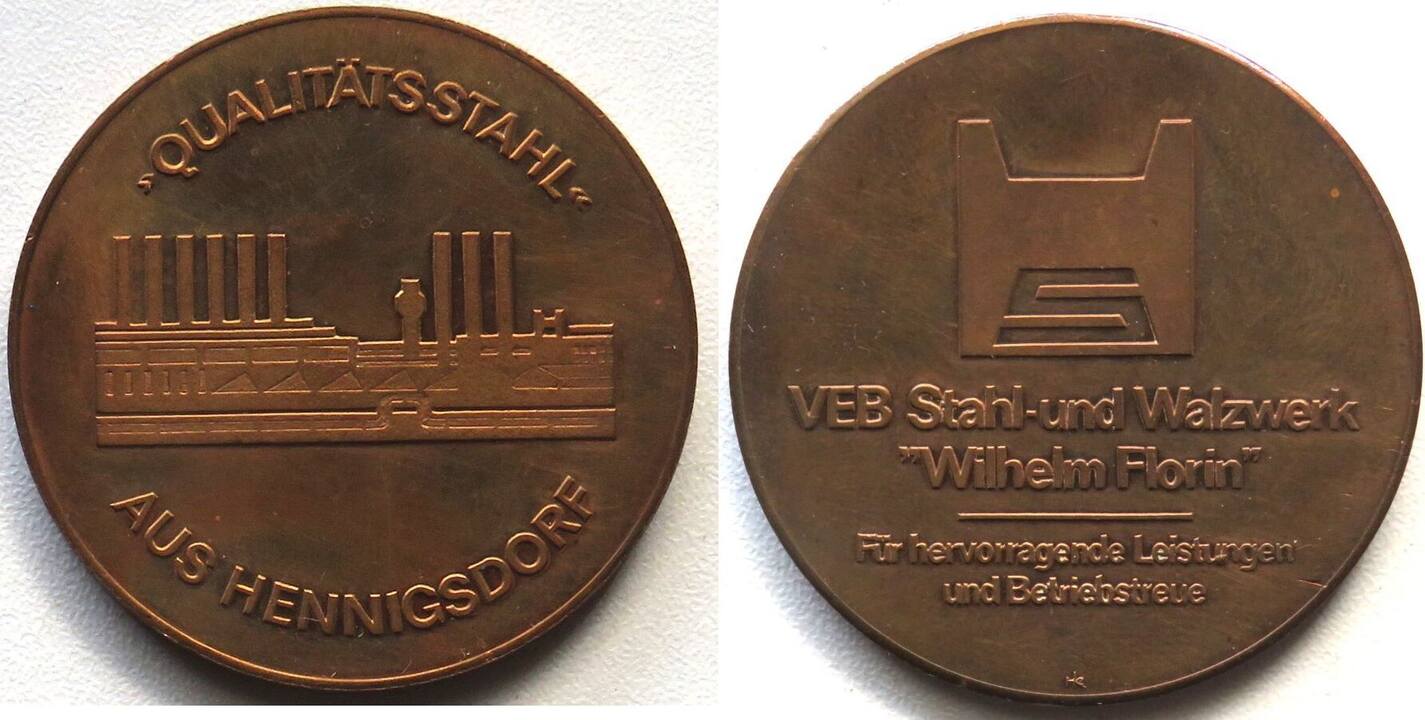 „QUALITÄTSSTAHL“
AUS HENNIGSDORF
S
VEB Stahl-und Walzwerk
"Wilhelm Florin"
Für hervorragende Leistungen
und Betriebstreue